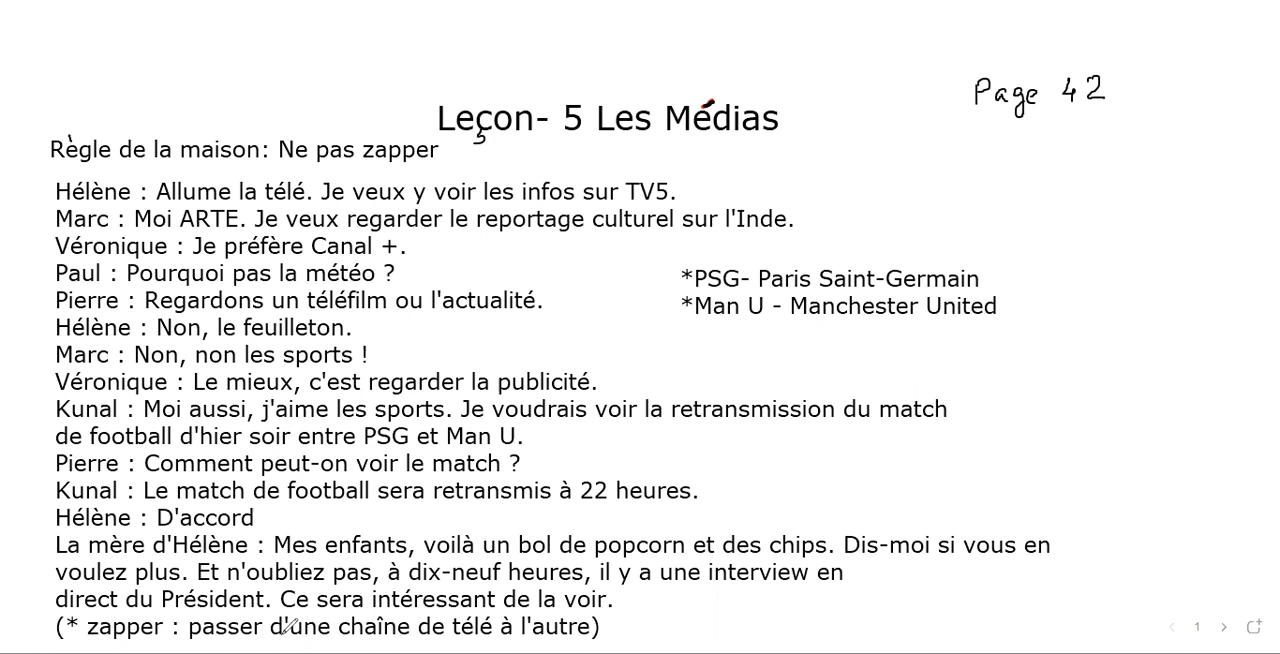 Page 42
Leçon- 5 Les Médias
Règle de la maison: Ne pas zapper
Hélène : Allume la télé. Je veux y voir les infos sur TV5.
Marc : Moi ARTE. Je veux regarder le reportage culturel sur l'Inde.
Véronique : Je préfère Canal +.
Paul : Pourquoi pas la météo ?
*PSG- Paris Saint-Germain
Pierre : Regardons un téléfilm ou l'actualité.
*Man U - Manchester United
Hélène : Non, le feuilleton.
Marc : Non, non les sports !
Véronique : Le mieux, c'est regarder la publicité.
Kunal : Moi aussi, j'aime les sports. Je voudrais voir la retransmission du match
de football d'hier soir entre PSG et Man U.
Pierre : Comment peut-on voir le match ?
Kunal : Le match de football sera retransmis à 22 heures.
Hélène : D'accord
La mère d'Hélène : Mes enfants, voilà un bol de popcorn et des chips. Dis-moi si vous en
voulez plus. Et n'oubliez pas, à dix-neuf heures, il y a une interview en
direct du Président. Ce sera intéressant de la voir.
(* zapper : passer d'une chaîne de télé à l'autre)
1